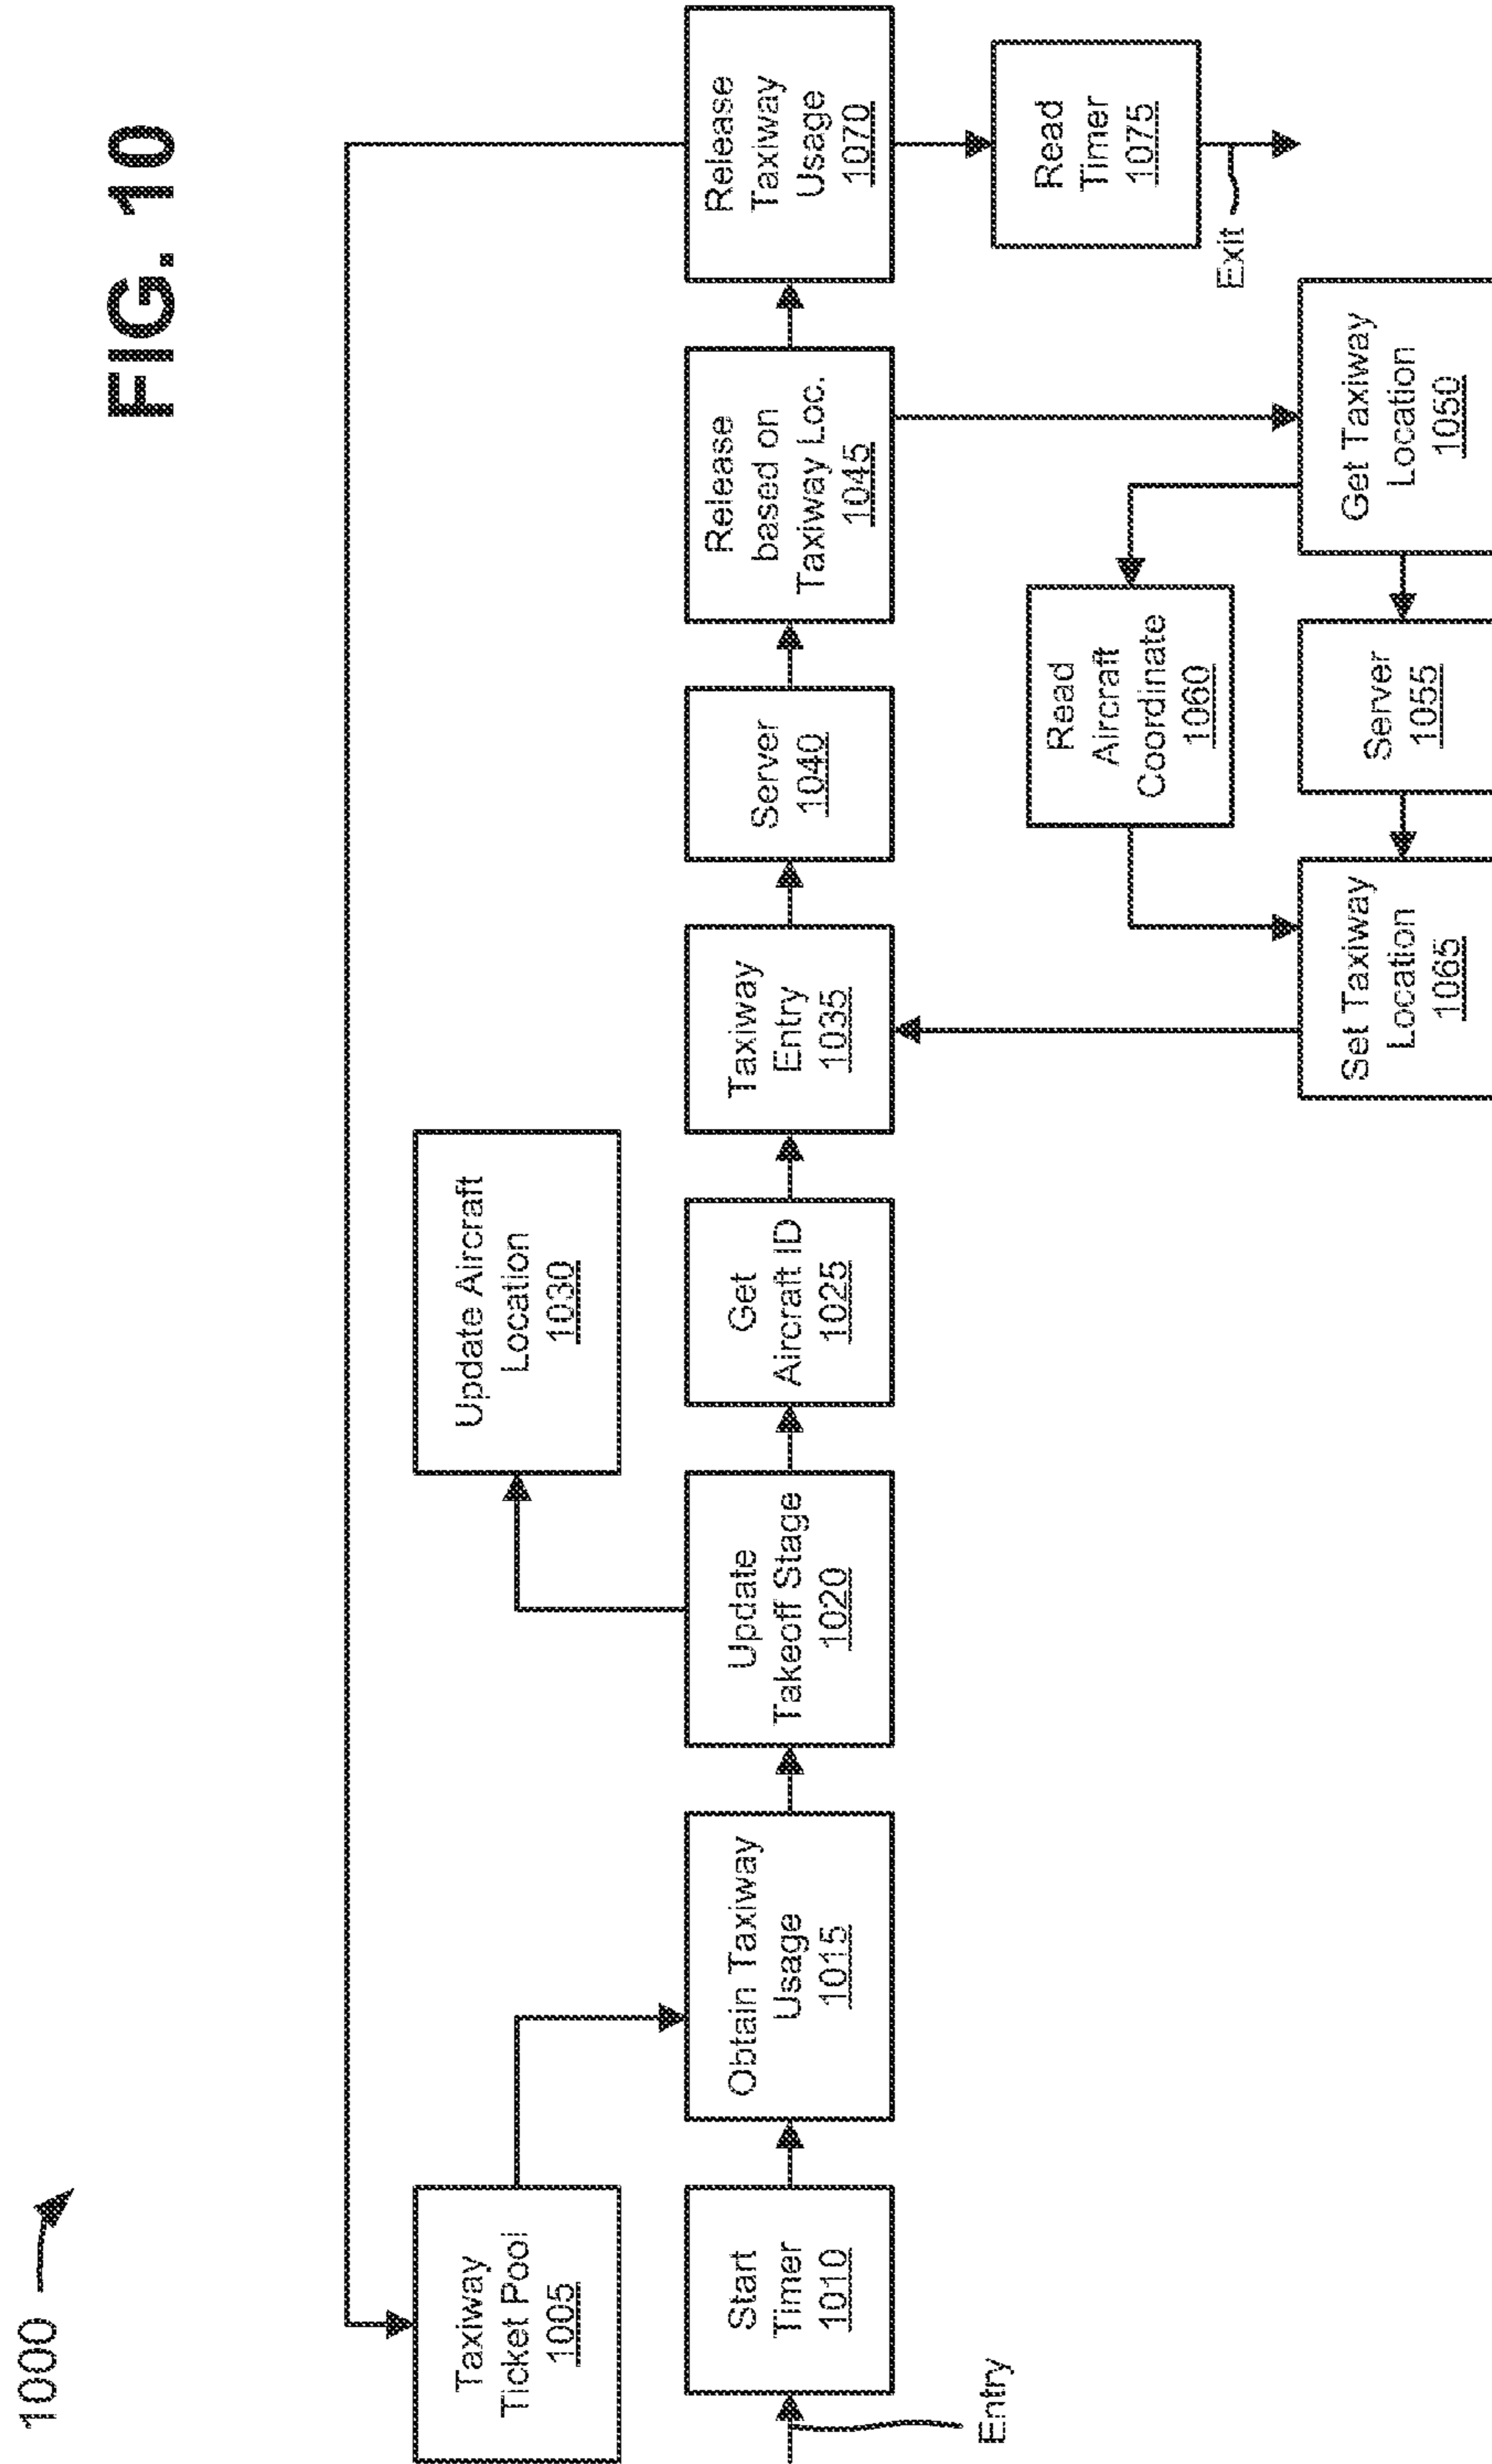 FIG. 10
1000
Taxiway
Ticket Pool
1005
Update Aircraft
Location
1030
Entry
Start
Timer
1010
Obtain Taxiway
Usage
1015
Update
Takeoff Stage
1020
Get
Aircraft ID
1025
Taxiway
Entry
1035
Server
1040
Release
based on
Taxiway Loc.
1045
Release
Taxiway
Usage
1070
Read
Timer
1075
Exit
Read
Aircraft
Coordinate
1060
Set Taxiway
Location
1065
Server
1055
Get Taxiway
Location
1050